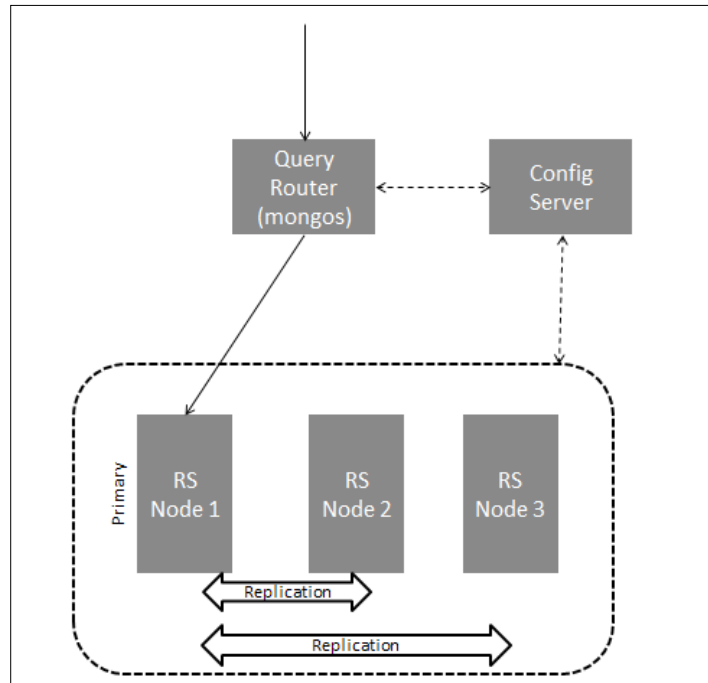 Query
Router
(mongos)
Config
Server
Primary
RS
Node 1
RS
Node 2
RS
Node 3
Replication
Replication